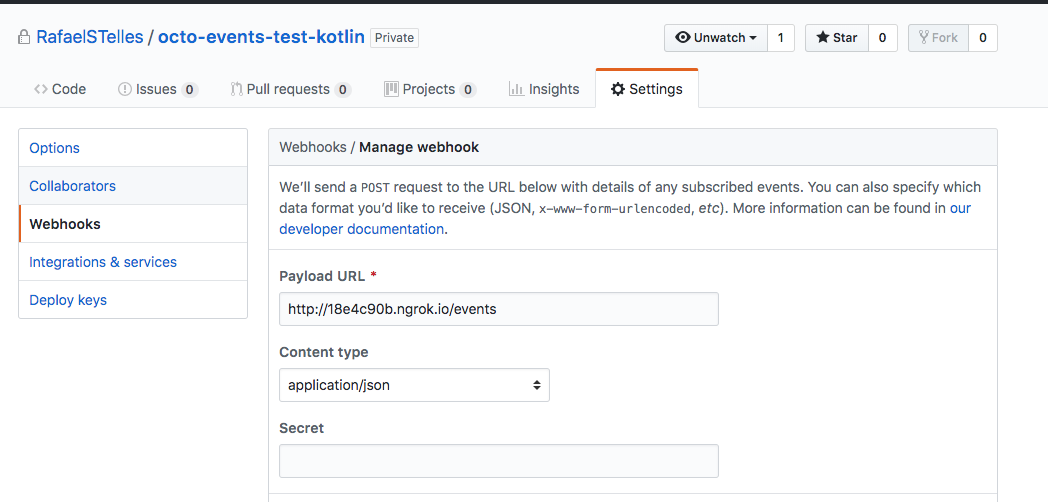 RafaelSTelles / octo-events-test-kotlin Private
Unwatch 1 Star 0 Fork 0
Code Issues 0 Pull requests 0 Projects 0 Insights Settings
Options
Collaborators
Webhooks
Integrations & services
Deploy keys
Webhooks / Manage webhook
We’ll send a POST request to the URL below with details of any subscribed events. You can also specify which
data format you’d like to receive (JSON, x-www-form-urlencoded, etc). More information can be found in our
developer documentation.
Payload URL *
http://18e4c90b.ngrok.io/events
Content type
application/json
Secret